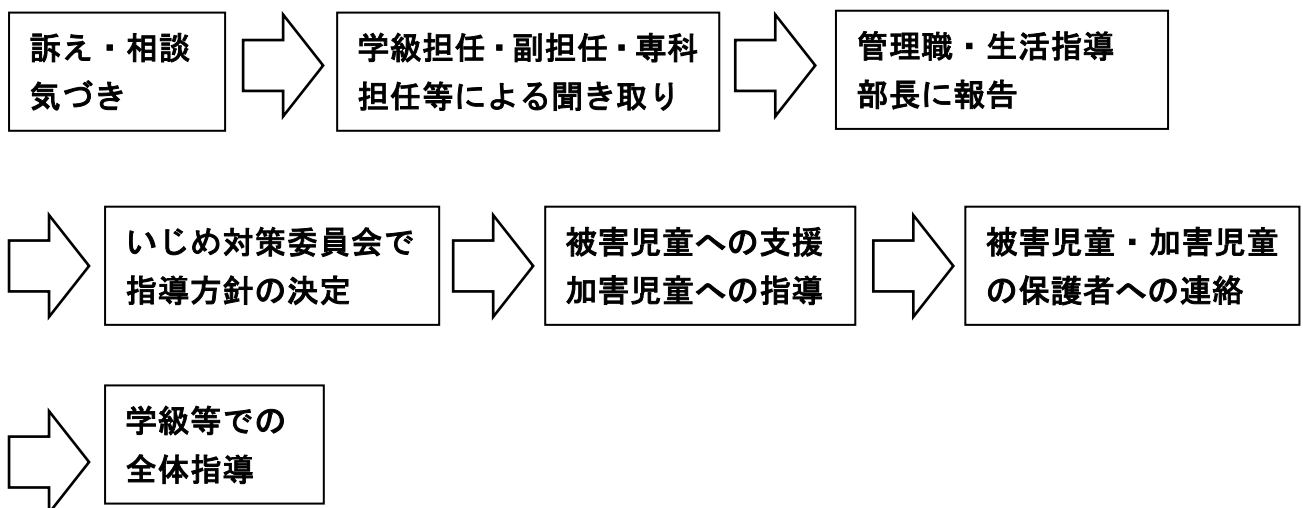 訴え・相談
気づき
学級担任・副担任・専科
担任等による聞き取り
管理職・生活指導
部長に報告
いじめ対策委員会で
指導方針の決定
被害児童への支援
加害児童への指導
被害児童・加害児童
の保護者への連絡
学級等での
全体指導